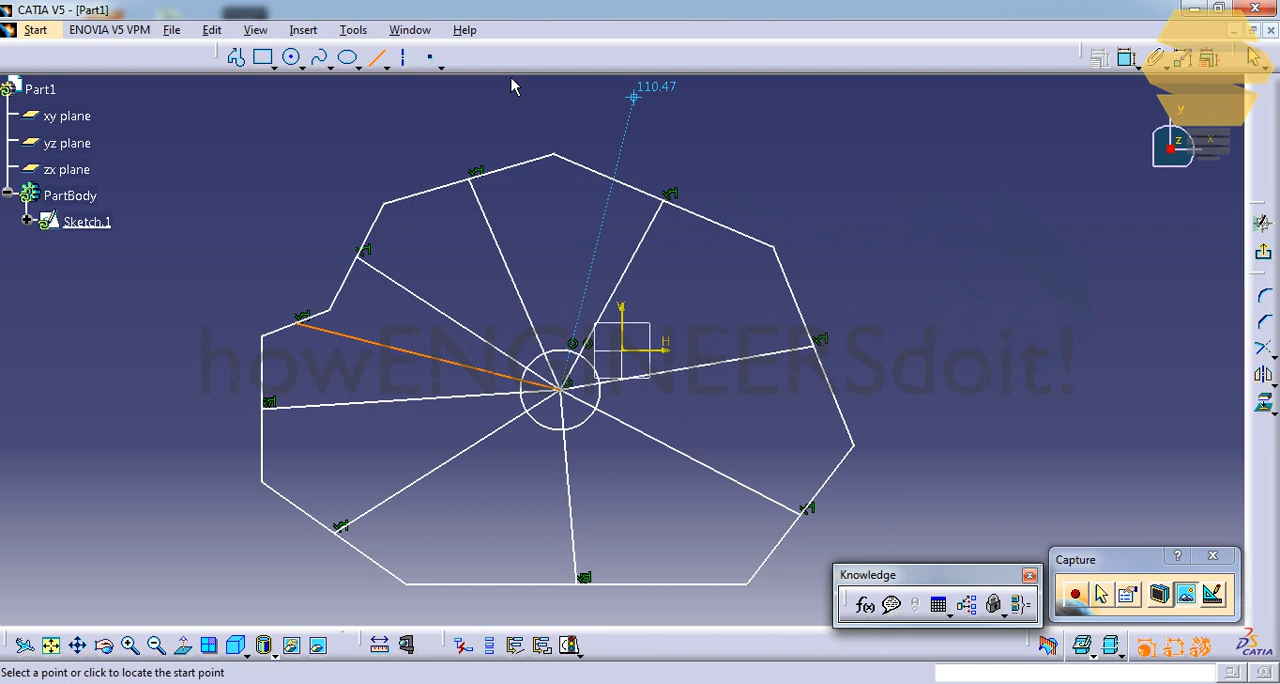 CATIA V5 - [Part1]
Start ENOVIA V5 VPM File Edit View Insert Tools Window Help
Part1
xy plane
yz plane
zx plane
PartBody
Sketch.1
110.47
y
z
x
V
H
howENGINEERSdoit!
Knowledge
f(x)
Capture
?
Select a point or click to locate the start point
CATIA